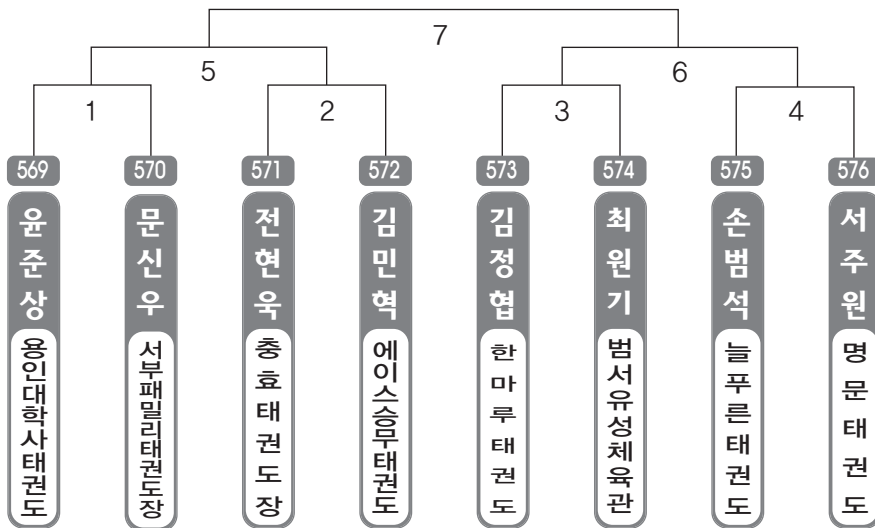 7
5
6
1
2
3
4
569
570
571
572
573
574
575
576
윤준상
문신우
전현욱
김민혁
김정협
최원기
손범석
서주원
용인대학사태권도
서부패밀리태권도장
충효태권도장
에이스승무태권도
한마루태권도
범서유성체육관
늘푸른태권도
명문태권도